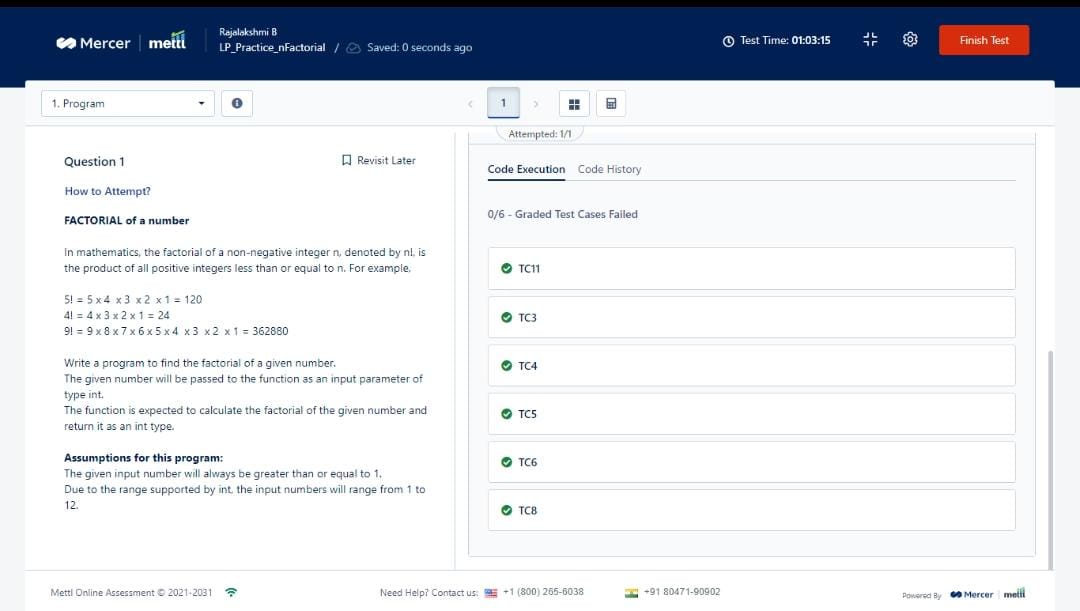 Mercer mettl
Rajalakshmi B
LP_Practice_nFactorial / Saved: 0 seconds ago
Test Time: 01:03:15
Finish Test
1. Program
1
Attempted: 1/1
Question 1
Revisit Later
How to Attempt?
FACTORIAL of a number
In mathematics, the factorial of a non-negative integer n, denoted by n!, is
the product of all positive integers less than or equal to n. For example,
5! = 5 x 4 x 3 x 2 x 1 = 120
4! = 4 x 3 x 2 x 1 = 24
9! = 9 x 8 x 7 x 6 x 5 x 4 x 3 x 2 x 1 = 362880
Write a program to find the factorial of a given number.
The given number will be passed to the function as an input parameter of
type int.
The function is expected to calculate the factorial of the given number and
return it as an int type.
Assumptions for this program:
The given input number will always be greater than or equal to 1.
Due to the range supported by int, the input numbers will range from 1 to
12.
Code Execution Code History
0/6 - Graded Test Cases Failed
TC11
TC3
TC4
TC5
TC6
TC8
Mettl Online Assessment © 2021-2031
Need Help? Contact us: +1 (800) 265-6038
+91 80471-90902
Powered By Mercer mettl